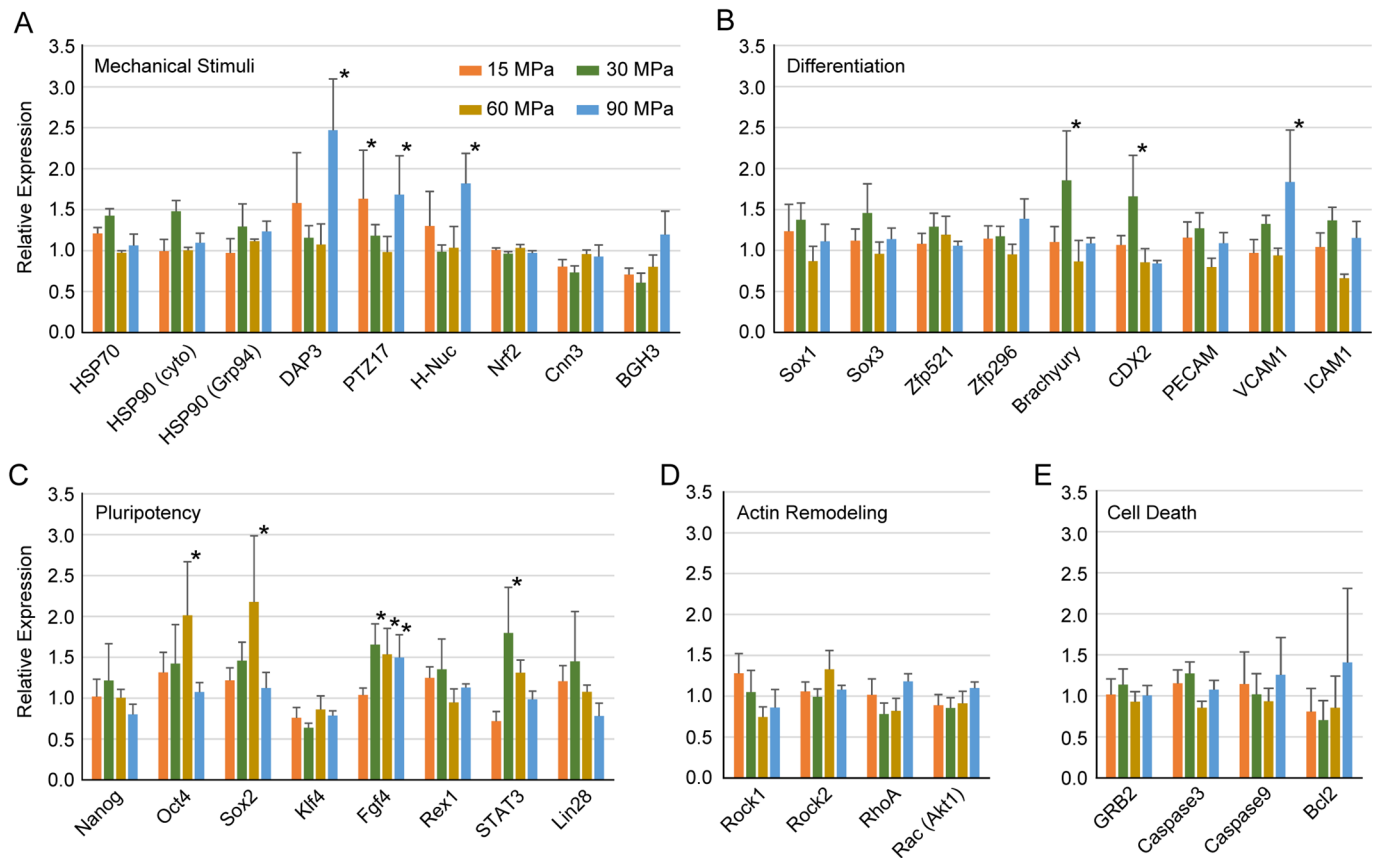 A
Relative Expression
3.5
3.0
2.5
2.0
1.5
1.0
0.5
0.0
Mechanical Stimuli
15 MPa
30 MPa
60 MPa
90 MPa
*
* * *
HSP70
HSP90 (cyto)
HSP90 (Grp94)
DAP3
PTZ17
H-Nuc
Nrf2
Cnn3
BGH3
B
3.5
3.0
2.5
2.0
1.5
1.0
0.5
0.0
Differentiation
* * *
Sox1
Sox3
Zfp521
Zfp296
Brachyury
CDX2
PECAM
VCAM1
ICAM1
C
Relative Expression
3.5
3.0
2.5
2.0
1.5
1.0
0.5
0.0
Pluripotency
* * * * * *
Nanog
Oct4
Sox2
Klf4
Fgf4
Rex1
STAT3
Lin28
D
3.5
3.0
2.5
2.0
1.5
1.0
0.5
0.0
Actin Remodeling
Rock1
Rock2
RhoA
Rac (Akt1)
E
3.5
3.0
2.5
2.0
1.5
1.0
0.5
0.0
Cell Death
GRB2
Caspase3
Caspase9
Bcl2